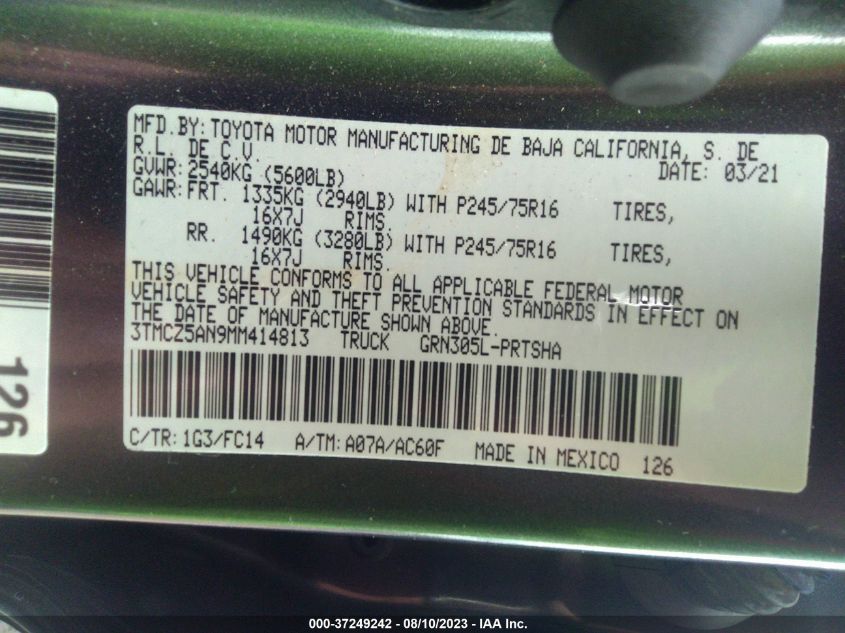 MFD.BY:TOYOTA MOTOR MANUFACTURING DE BAJA CALIFORNIA, S. DE
R.L. DE C.V.
DATE: 03/21
GVWR:2540KG (5600LB)
GAWR:FRT. 1335KG (2940LB) WITH P245/75R16 TIRES,
16X7J RIMS.
RR. 1490KG (3280LB) WITH P245/75R16 TIRES,
16X7J RIMS.
THIS VEHICLE CONFORMS TO ALL APPLICABLE FEDERAL MOTOR
VEHICLE SAFETY AND THEFT PREVENTION STANDARDS IN EFFECT ON
THE DATE OF MANUFACTURE SHOWN ABOVE.
3TMCZ5AN9MM414813 TRUCK GRN305L-PRTSHA
C/TR:1G3/FC14 A/TM:A07A/AC60F MADE IN MEXICO 126
126
000-37249242 - 08/10/2023 - IAA Inc.